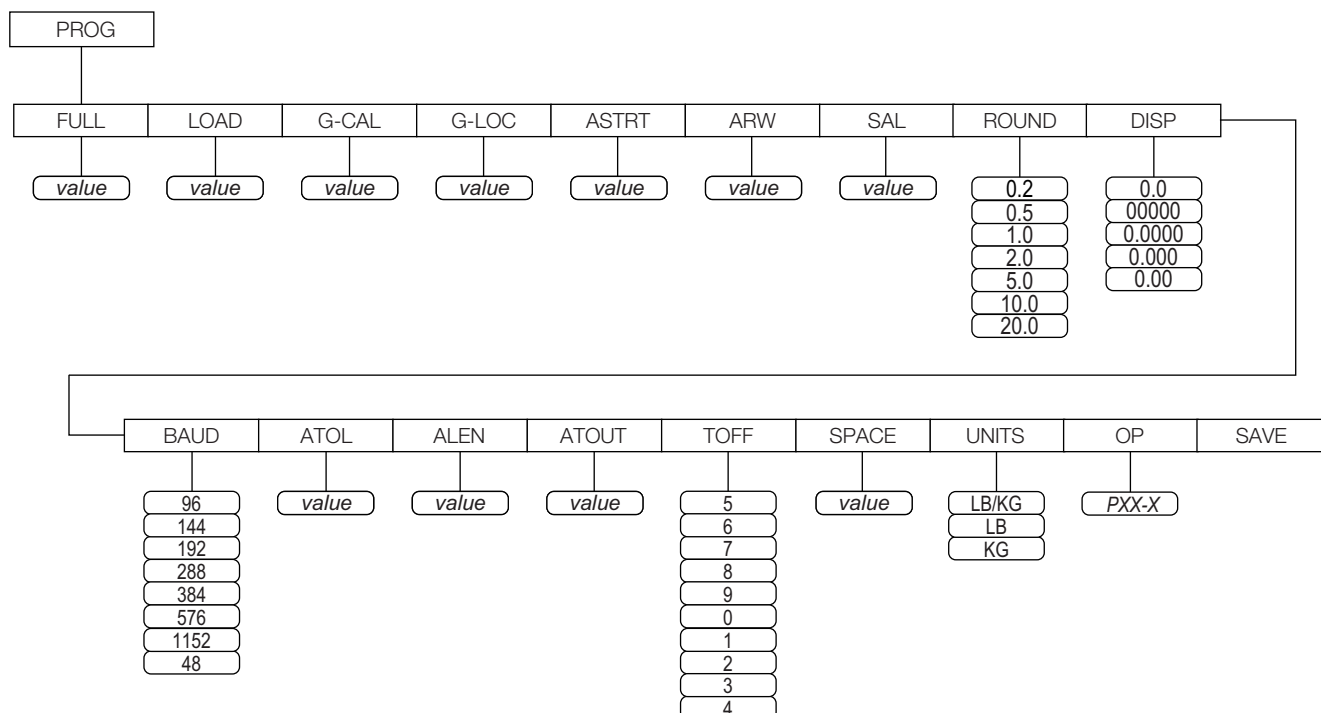 PROG
FULL LOAD G-CAL G-LOC ASTRT ARW SAL ROUND DISP
value value value value value value value 0.2 0.0
0.5 00000
1.0 0.0000
2.0 0.000
5.0 0.00
10.0
20.0
BAUD ATOL ALEN ATOUT TOFF SPACE UNITS OP SAVE
96 value value value 5 value LB/KG PXX-X
144 6 LB
192 7 KG
288 8
384 9
576 0
1152 1
48 2
3
4